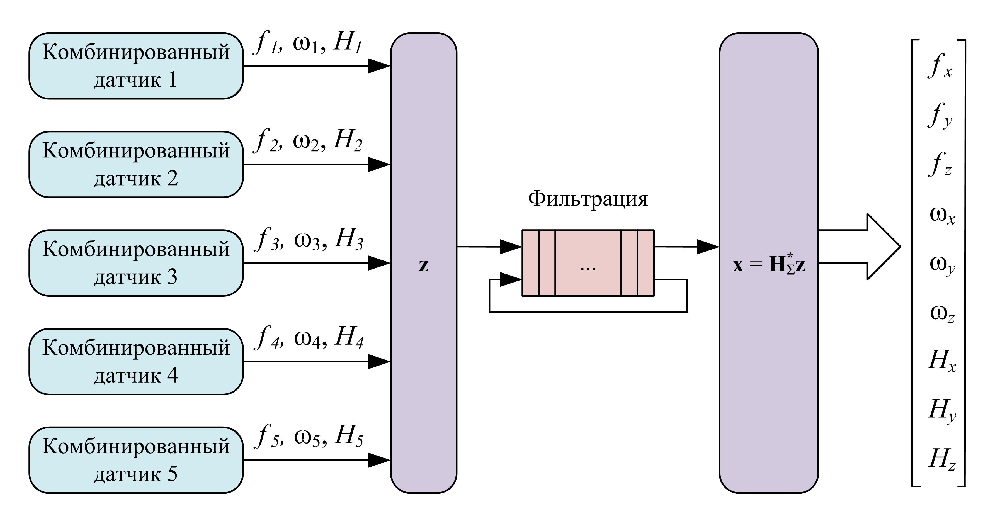 Комбинированный
датчик 1
f1, ω1, H1
Комбинированный
датчик 2
f2, ω2, H2
Комбинированный
датчик 3
f3, ω3, H3
Комбинированный
датчик 4
f4, ω4, H4
Комбинированный
датчик 5
f5, ω5, H5
z
Фильтрация
...
x = H*Σz
fx
fy
fz
ωx
ωy
ωz
Hx
Hy
Hz